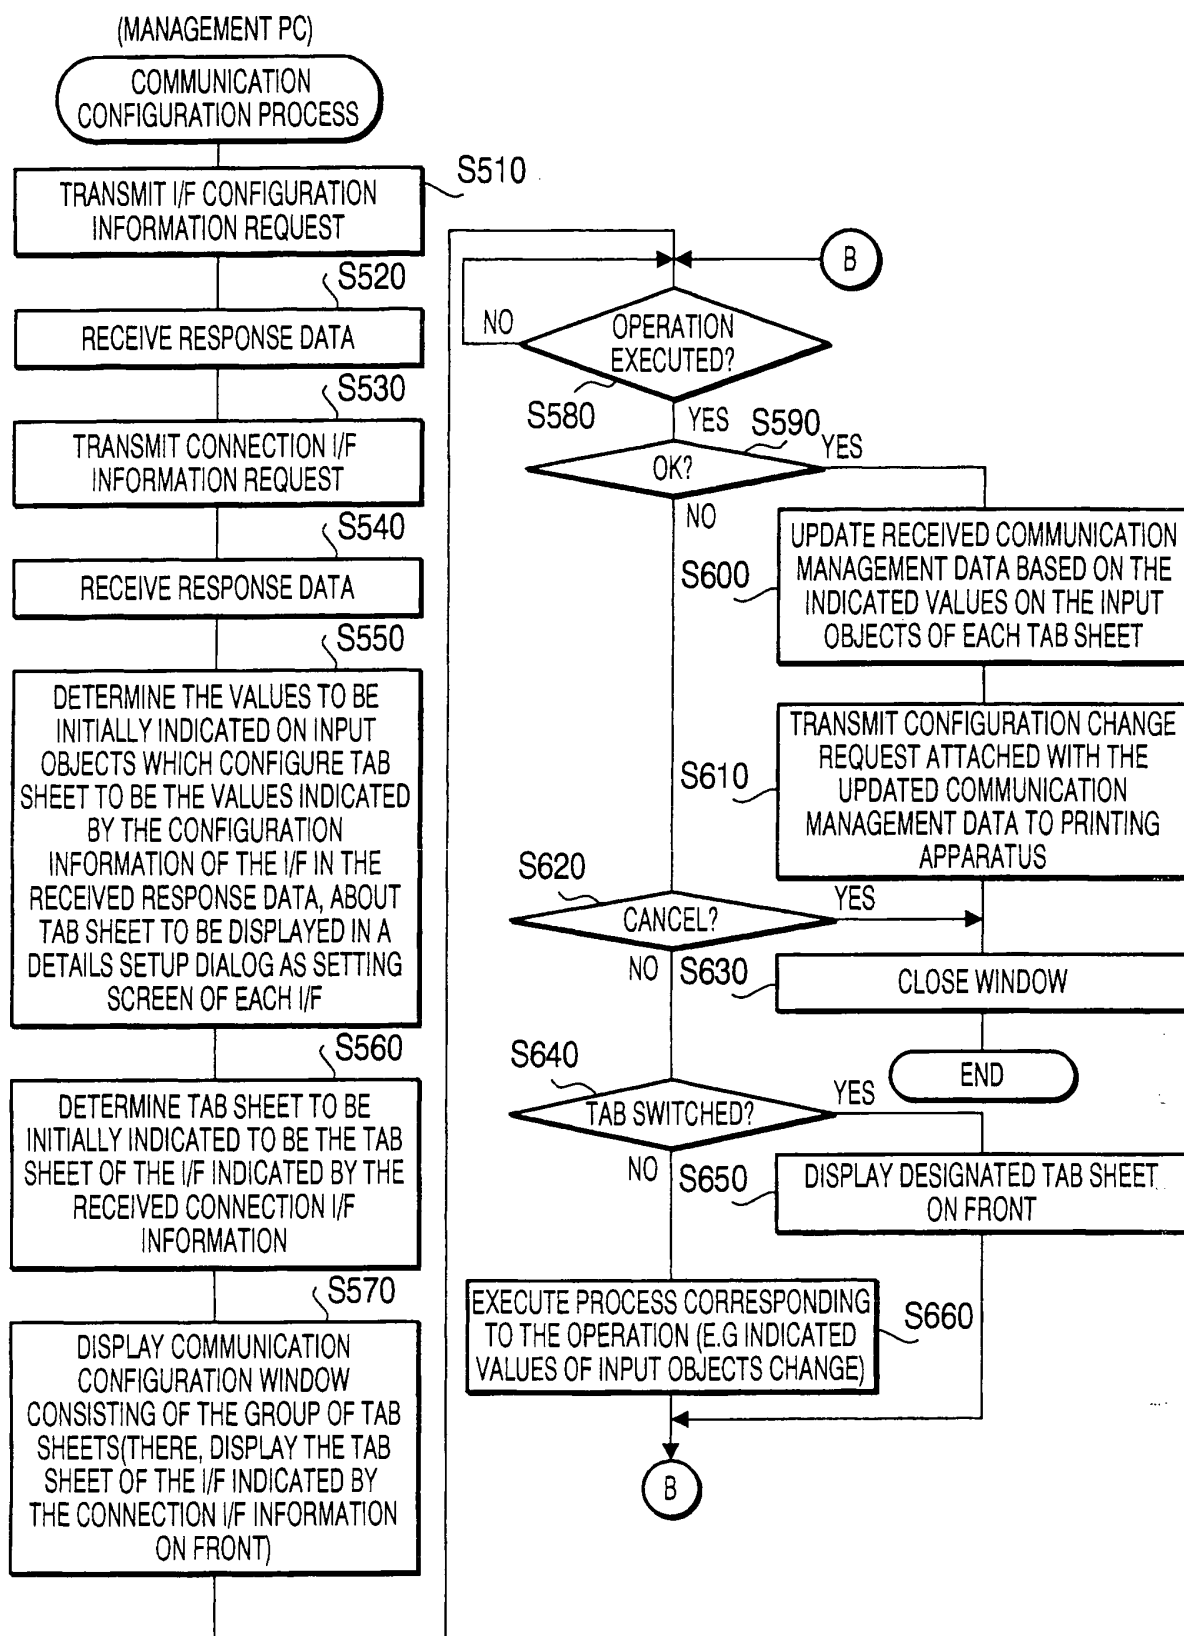 (MANAGEMENT PC)
COMMUNICATION
CONFIGURATION PROCESS
S510
TRANSMIT I/F CONFIGURATION
INFORMATION REQUEST
S520
RECEIVE RESPONSE DATA
S530
TRANSMIT CONNECTION I/F
INFORMATION REQUEST
S540
RECEIVE RESPONSE DATA
S550
DETERMINE THE VALUES TO BE
INITIALLY INDICATED ON INPUT
OBJECTS WHICH CONFIGURE TAB
SHEET TO BE THE VALUES INDICATED
BY THE CONFIGURATION
INFORMATION OF THE I/F IN THE
RECEIVED RESPONSE DATA, ABOUT
TAB SHEET TO BE DISPLAYED IN A
DETAILS SETUP DIALOG AS SETTING
SCREEN OF EACH I/F
S560
DETERMINE TAB SHEET TO BE
INITIALLY INDICATED TO BE THE TAB
SHEET OF THE I/F INDICATED BY THE
RECEIVED CONNECTION I/F
INFORMATION
S570
DISPLAY COMMUNICATION
CONFIGURATION WINDOW
CONSISTING OF THE GROUP OF TAB
SHEETS(THERE, DISPLAY THE TAB
SHEET OF THE I/F INDICATED BY
THE CONNECTION I/F INFORMATION
ON FRONT)
B
NO
OPERATION
EXECUTED?
S580
YES
S590
OK?
YES
NO
S600
UPDATE RECEIVED COMMUNICATION
MANAGEMENT DATA BASED ON THE
INDICATED VALUES ON THE INPUT
OBJECTS OF EACH TAB SHEET
S610
TRANSMIT CONFIGURATION CHANGE
REQUEST ATTACHED WITH THE
UPDATED COMMUNICATION
MANAGEMENT DATA TO PRINTING
APPARATUS
S620
CANCEL?
YES
NO
S630
CLOSE WINDOW
END
S640
TAB SWITCHED?
YES
NO
S650
DISPLAY DESIGNATED TAB SHEET
ON FRONT
EXECUTE PROCESS CORRESPONDING
TO THE OPERATION (E.G INDICATED
VALUES OF INPUT OBJECTS CHANGE)
S660
B